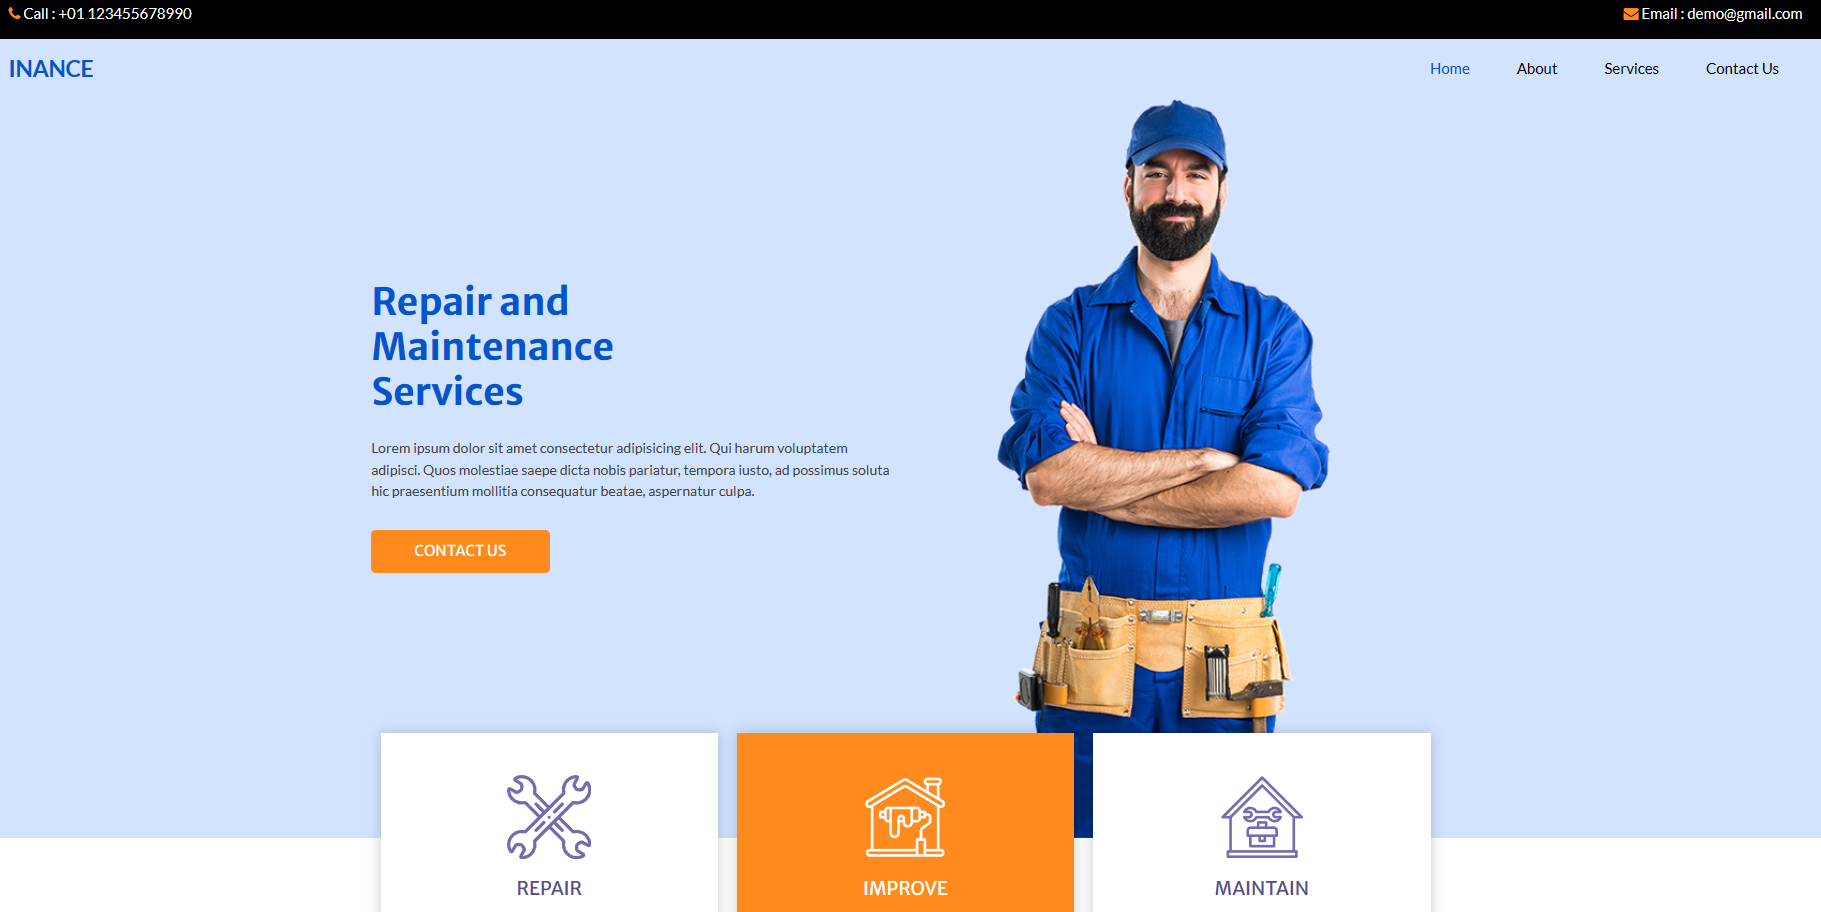 Call : +01 123455678990
Email : demo@gmail.com
INANCE
Home
About
Services
Contact Us
Repair and
Maintenance
Services
Lorem ipsum dolor sit amet consectetur adipisicing elit. Qui harum voluptatem
adipisci. Quos molestiae saepe dicta nobis pariatur, tempora iusto, ad possimus soluta
hic praesentium mollitia consequatur beatae, aspernatur culpa.
CONTACT US
REPAIR
IMPROVE
MAINTAIN